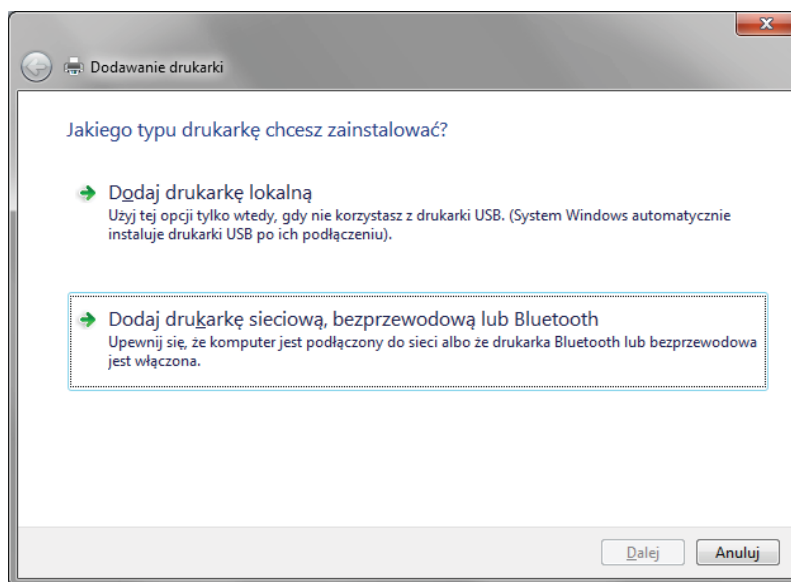 Dodawanie drukarki
Jakiego typu drukarkę chcesz zainstalować?
Dodaj drukarkę lokalną
Użyj tej opcji tylko wtedy, gdy nie korzystasz z drukarki USB. (System Windows automatycznie
instaluje drukarki USB po ich podłączeniu).
Dodaj drukarkę sieciową, bezprzewodową lub Bluetooth
Upewnij się, że komputer jest podłączony do sieci albo że drukarka Bluetooth lub bezprzewodowa
jest włączona.
Dalej Anuluj